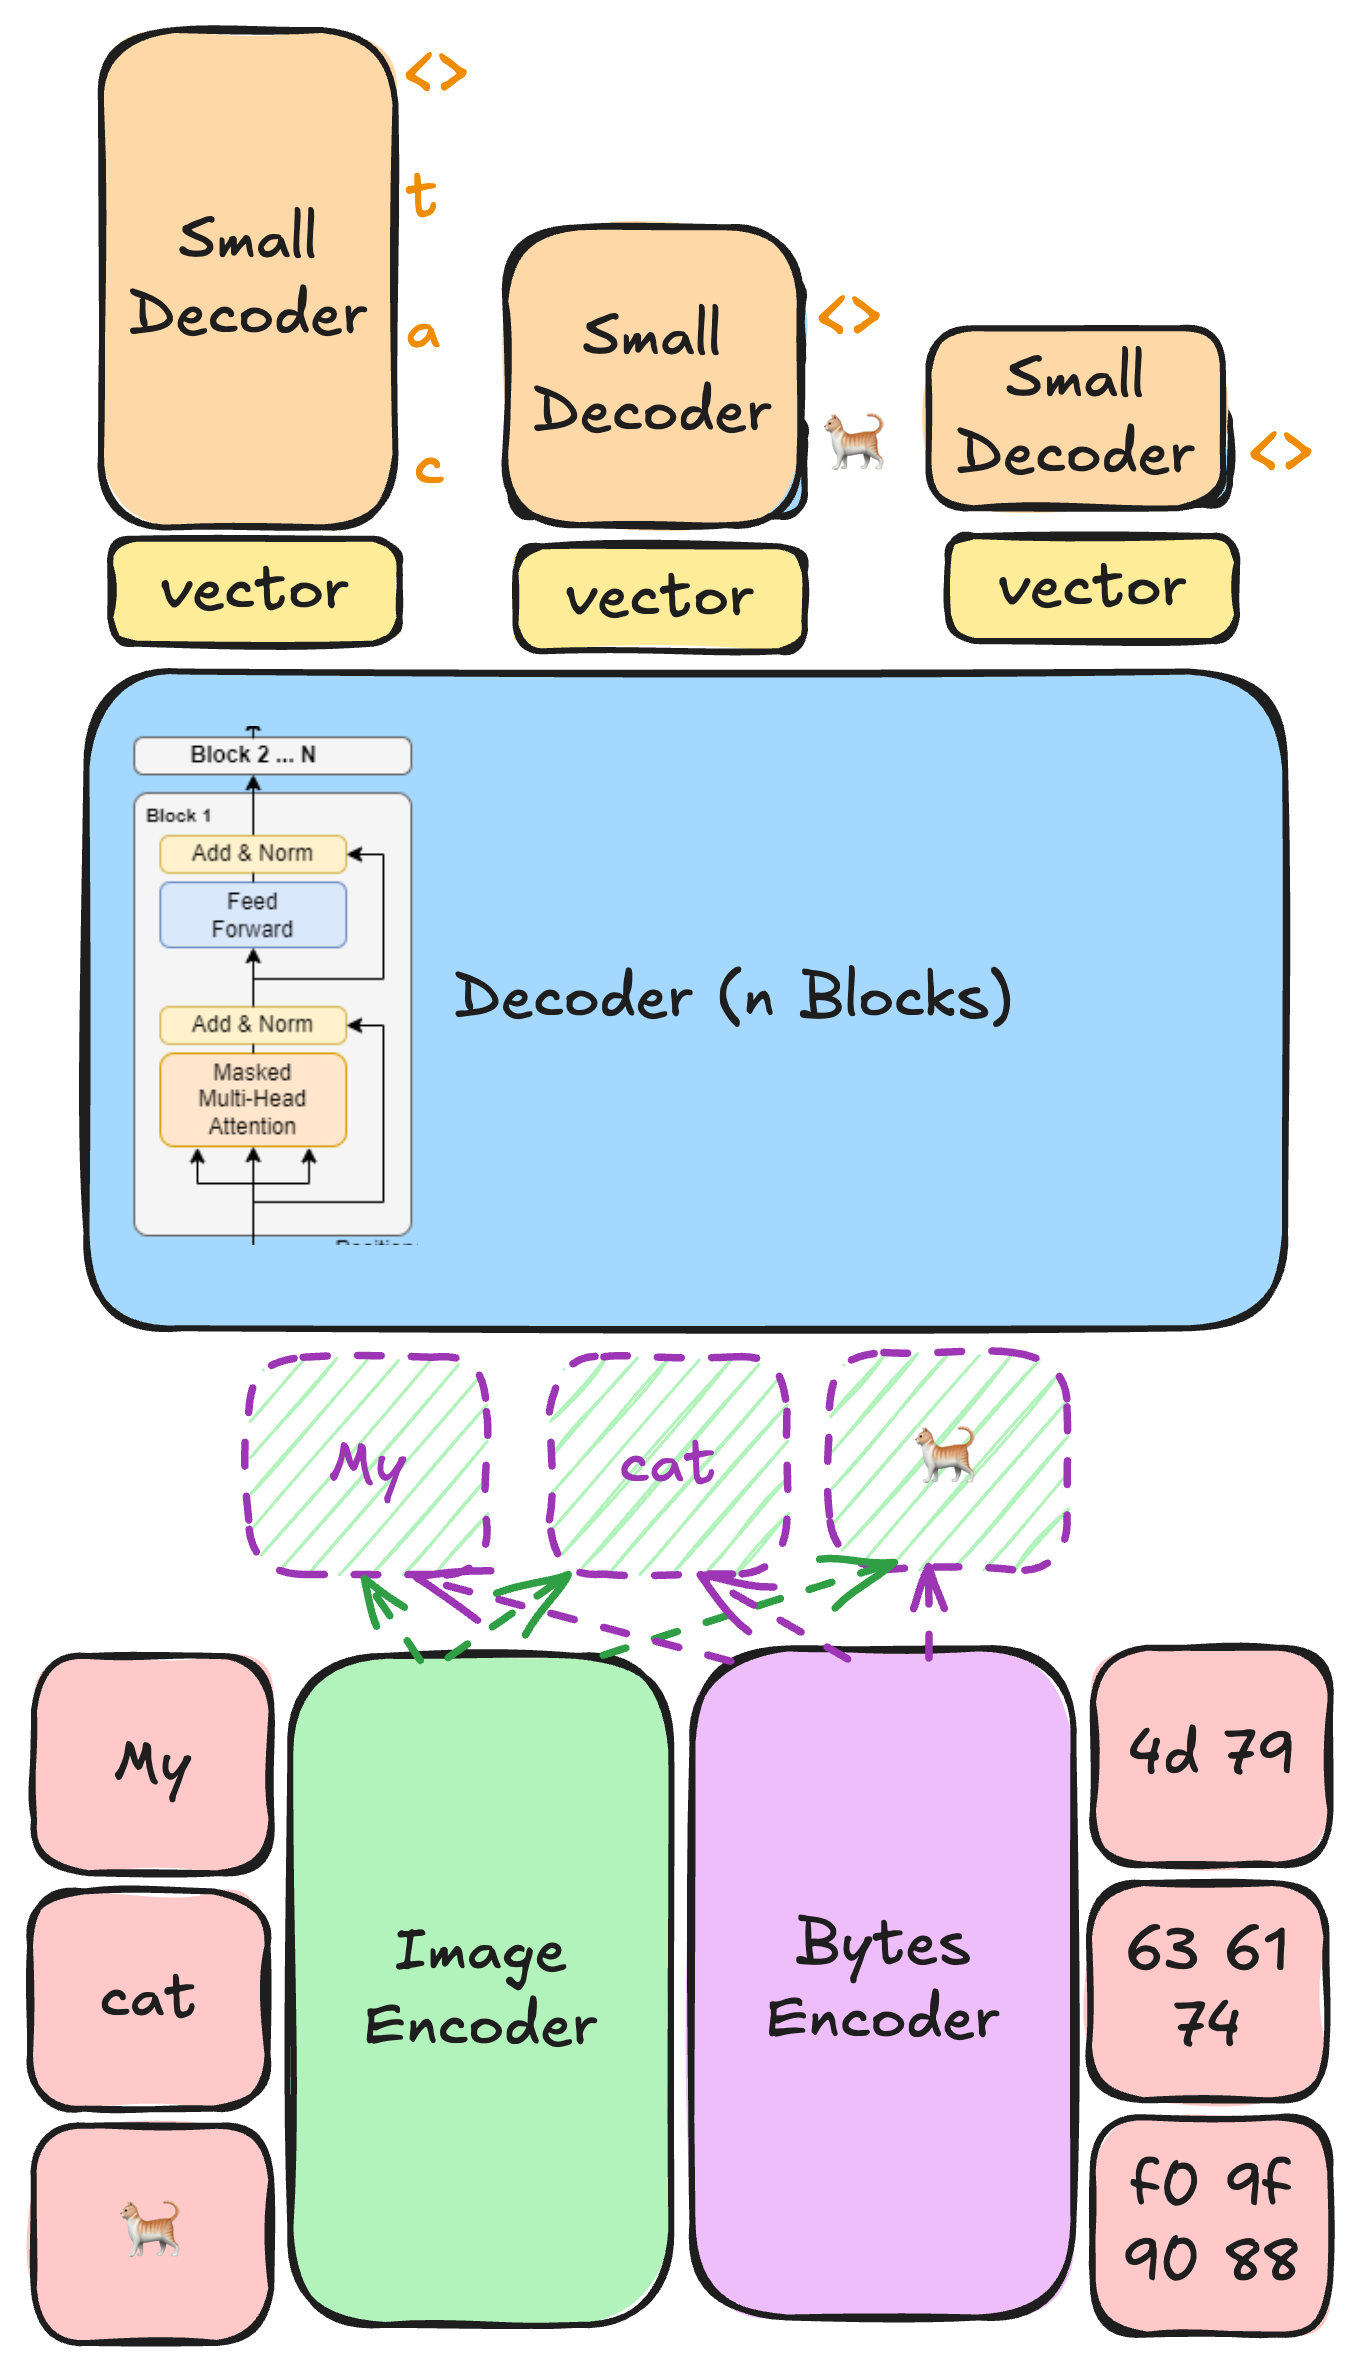 <>
t
a
c
Small
Decoder
<>
Small
Decoder
Small
Decoder
<>
vector
vector
vector
Block 2 ... N
Block 1
Add & Norm
Feed
Forward
Add & Norm
Masked
Multi-Head
Attention
Decoder (n Blocks)
My
cat
My
cat
Image
Encoder
Bytes
Encoder
4d 79
63 61
74
f0 9f
90 88